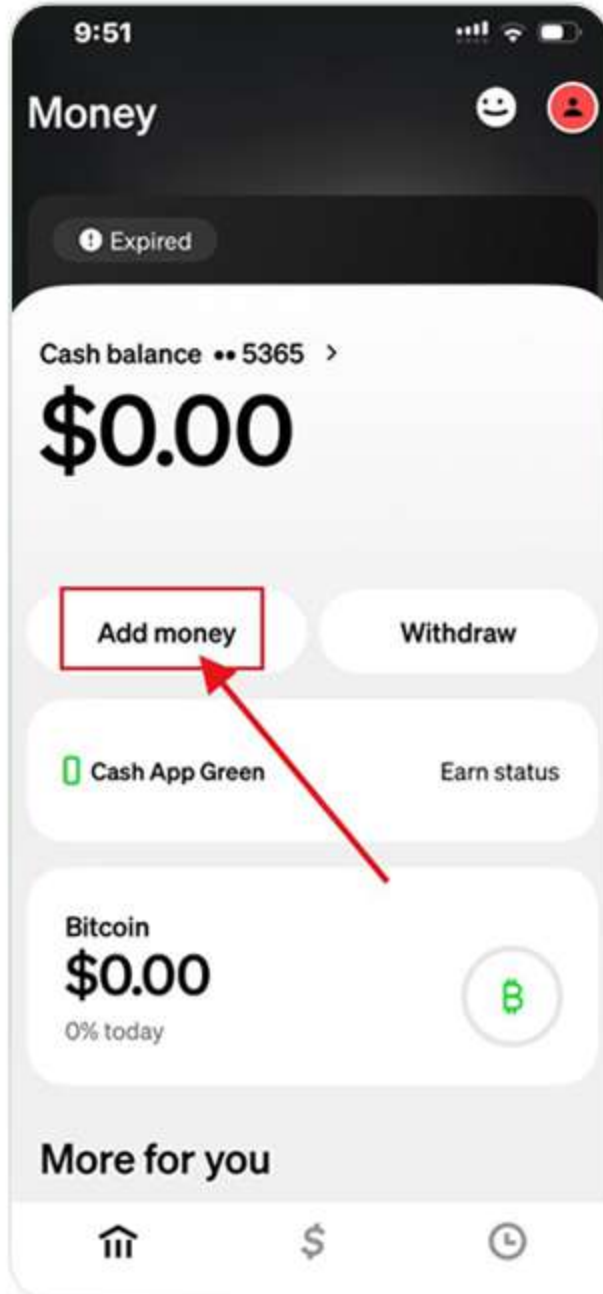 9:51
Money
Expired
Cash balance •• 5365 >
$0.00
Add money
Withdraw
Cash App Green
Earn status
Bitcoin
$0.00
0% today
More for you